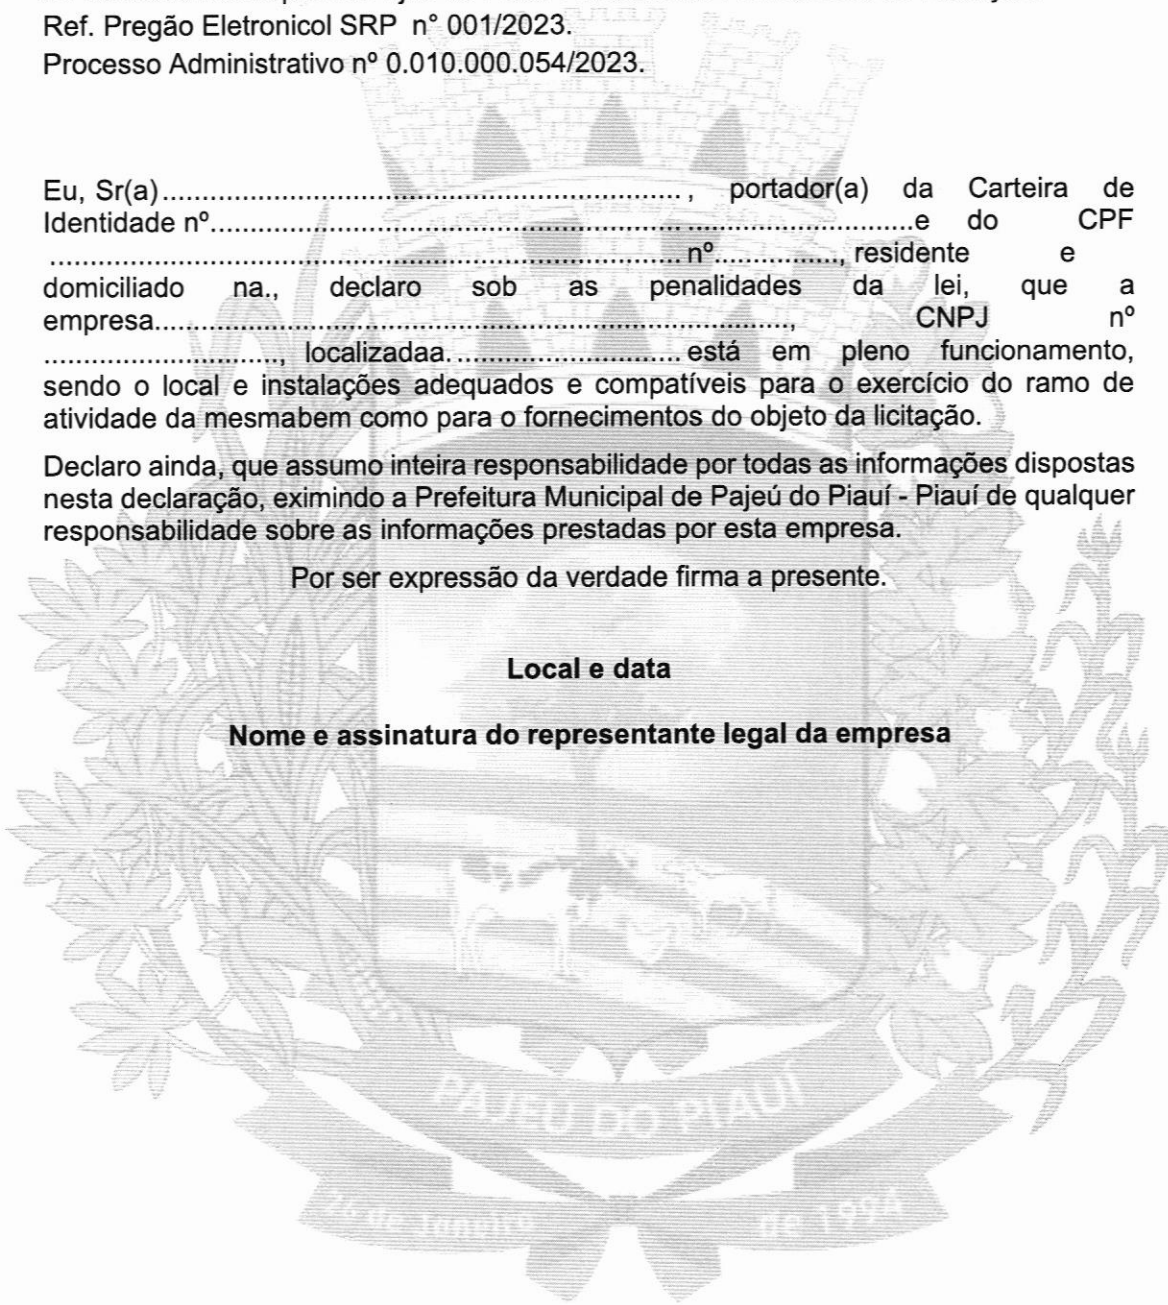 Ref. Pregão Eletronicol SRP n° 001/2023.
Processo Administrativo nº 0.010.000.054/2023.
Eu, Sr(a).................................................................. , portador(a) da Carteira de
Identidade nº.........................................................................................e do CPF
................................................................................ nº................, residente e
domiciliado na., declaro sob as penalidades da lei, que a
empresa................................................................................, CNPJ nº
.............................., localizadaa. ............................. está em pleno funcionamento,
sendo o local e instalações adequados e compatíveis para o exercício do ramo de
atividade da mesmabem como para o fornecimentos do objeto da licitação.
Declaro ainda, que assumo inteira responsabilidade por todas as informações dispostas
nesta declaração, eximindo a Prefeitura Municipal de Pajeú do Piauí - Piauí de qualquer
responsabilidade sobre as informações prestadas por esta empresa.
Por ser expressão da verdade firma a presente.
Local e data
Nome e assinatura do representante legal da empresa
PAJEÚ DO PIAUÍ
26 de Janeiro de 1994